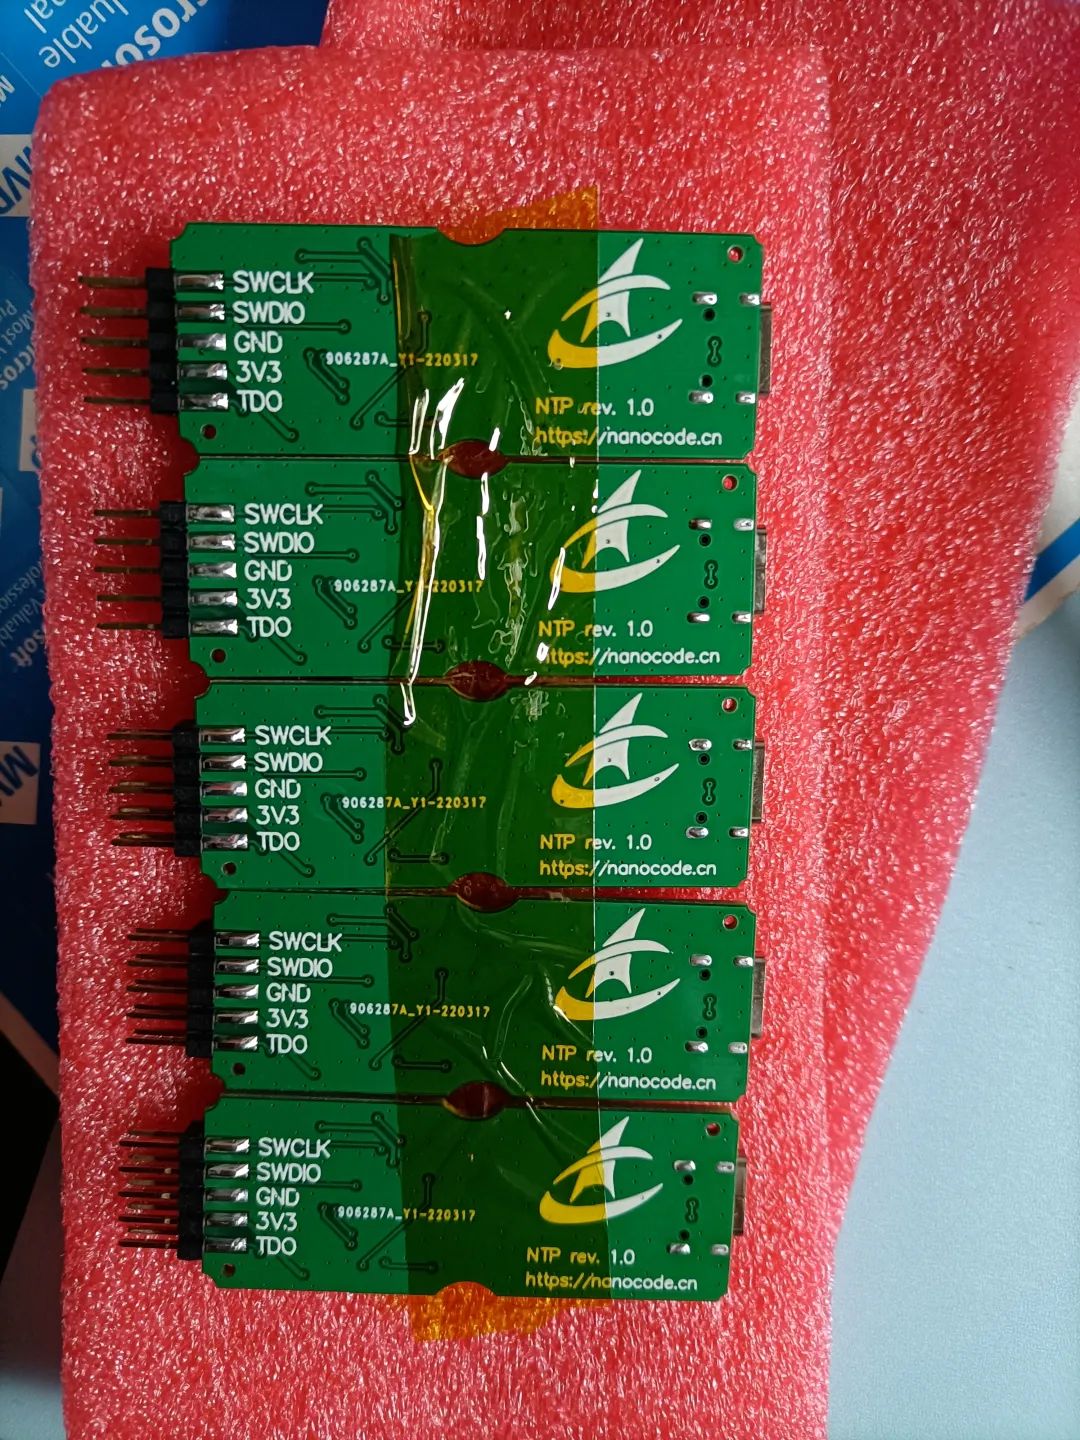 SWCLK
SWDIO
GND
3V3
TDO
906287A_Y1-220317
NTP rev. 1.0
https://nanocode.cn
SWCLK
SWDIO
GND
3V3
TDO
906287A_Y1-220317
NTP rev. 1.0
https://nanocode.cn
SWCLK
SWDIO
GND
3V3
TDO
906287A_Y1-220317
NTP rev. 1.0
https://nanocode.cn
SWCLK
SWDIO
GND
3V3
TDO
906287A_Y1-220317
NTP rev. 1.0
https://nanocode.cn
SWCLK
SWDIO
GND
3V3
TDO
906287A_Y1-220317
NTP rev. 1.0
https://nanocode.cn